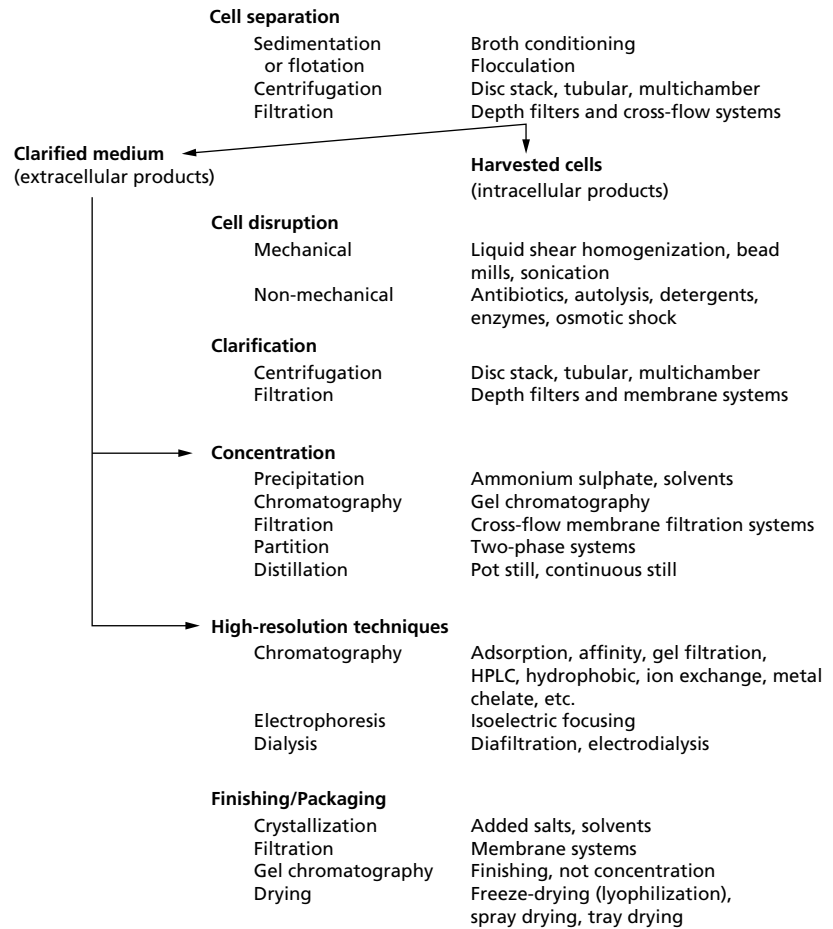 Cell separation
Sedimentation Broth conditioning
or flotation Flocculation
Centrifugation Disc stack, tubular, multichamber
Filtration Depth filters and cross-flow systems
Clarified medium
(extracellular products)
Harvested cells
(intracellular products)
Cell disruption
Mechanical Liquid shear homogenization, bead
mills, sonication
Non-mechanical Antibiotics, autolysis, detergents,
enzymes, osmotic shock
Clarification
Centrifugation Disc stack, tubular, multichamber
Filtration Depth filters and membrane systems
Concentration
Precipitation Ammonium sulphate, solvents
Chromatography Gel chromatography
Filtration Cross-flow membrane filtration systems
Partition Two-phase systems
Distillation Pot still, continuous still
High-resolution techniques
Chromatography Adsorption, affinity, gel filtration,
HPLC, hydrophobic, ion exchange, metal
chelate, etc.
Electrophoresis Isoelectric focusing
Dialysis Diafiltration, electrodialysis
Finishing/Packaging
Crystallization Added salts, solvents
Filtration Membrane systems
Gel chromatography Finishing, not concentration
Drying Freeze-drying (lyophilization),
spray drying, tray drying